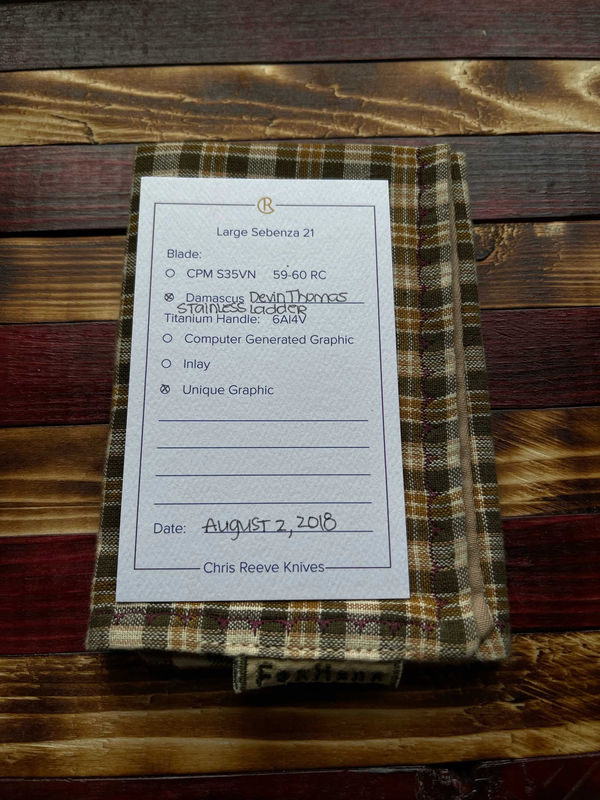 CR
Large Sebenza 21
Blade:
CPM S35VN 59-60 RC
Damascus Devin Thomas
Stainless Ladder
Titanium Handle: 6Al4V
Computer Generated Graphic
Inlay
Unique Graphic
Date: August 2, 2018
Chris Reeve Knives